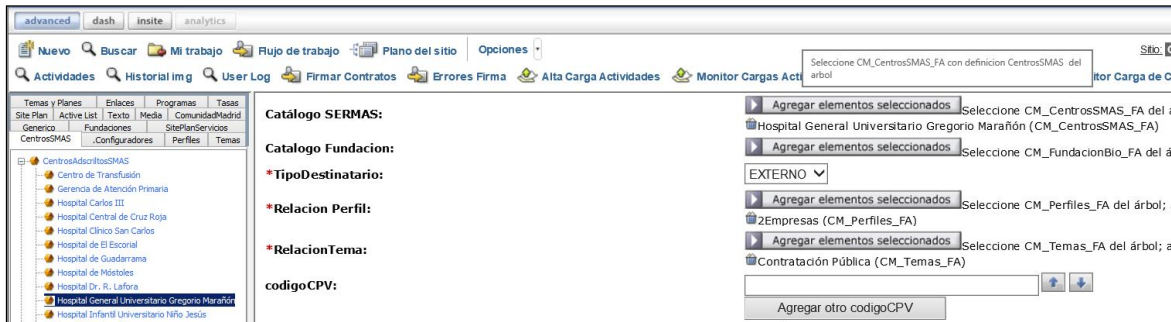 advanced dash insite analytics
Nuevo Buscar Mi trabajo Flujo de trabajo Plano del sitio Opciones
Sitio:
Actividades Historial img User Log Firmar Contratos Errores Firma Alta Carga Actividades Monitor Cargas Acti
Seleccione CM_CentrosSMAS_FA con definicion CentrosSMAS del
arbol
itor Carga de C
Temas y Planes Enlaces Programas Tasas
Site Plan Active List Texto Media ComunidadMadrid
Generico Fundaciones SitePlanServicios
CentrosSMAS .Configuradores Perfiles Temas
CentrosAdscriltosSMAS
Centro de Transfusión
Gerencia de Atención Primaria
Hospital Carlos III
Hospital Central de Cruz Roja
Hospital Clínico San Carlos
Hospital de El Escorial
Hospital de Guadarrama
Hospital de Móstoles
Hospital Dr. R. Lafora
Hospital General Universitario Gregorio Marañón
Hospital Infantil Universitario Niño Jesús
Catálogo SERMAS:
Agregar elementos seleccionados Seleccione CM_CentrosSMAS_FA del á
Hospital General Universitario Gregorio Marañón (CM_CentrosSMAS_FA)
Catalogo Fundacion:
Agregar elementos seleccionados Seleccione CM_FundacionBio_FA del á
*TipoDestinatario:
EXTERNO
*Relacion Perfil:
Agregar elementos seleccionados Seleccione CM_Perfiles_FA del árbol;
2Empresas (CM_Perfiles_FA)
*RelacionTema:
Agregar elementos seleccionados Seleccione CM_Temas_FA del árbol; a
Contratación Pública (CM_Temas_FA)
codigoCPV:
Agregar otro codigoCPV